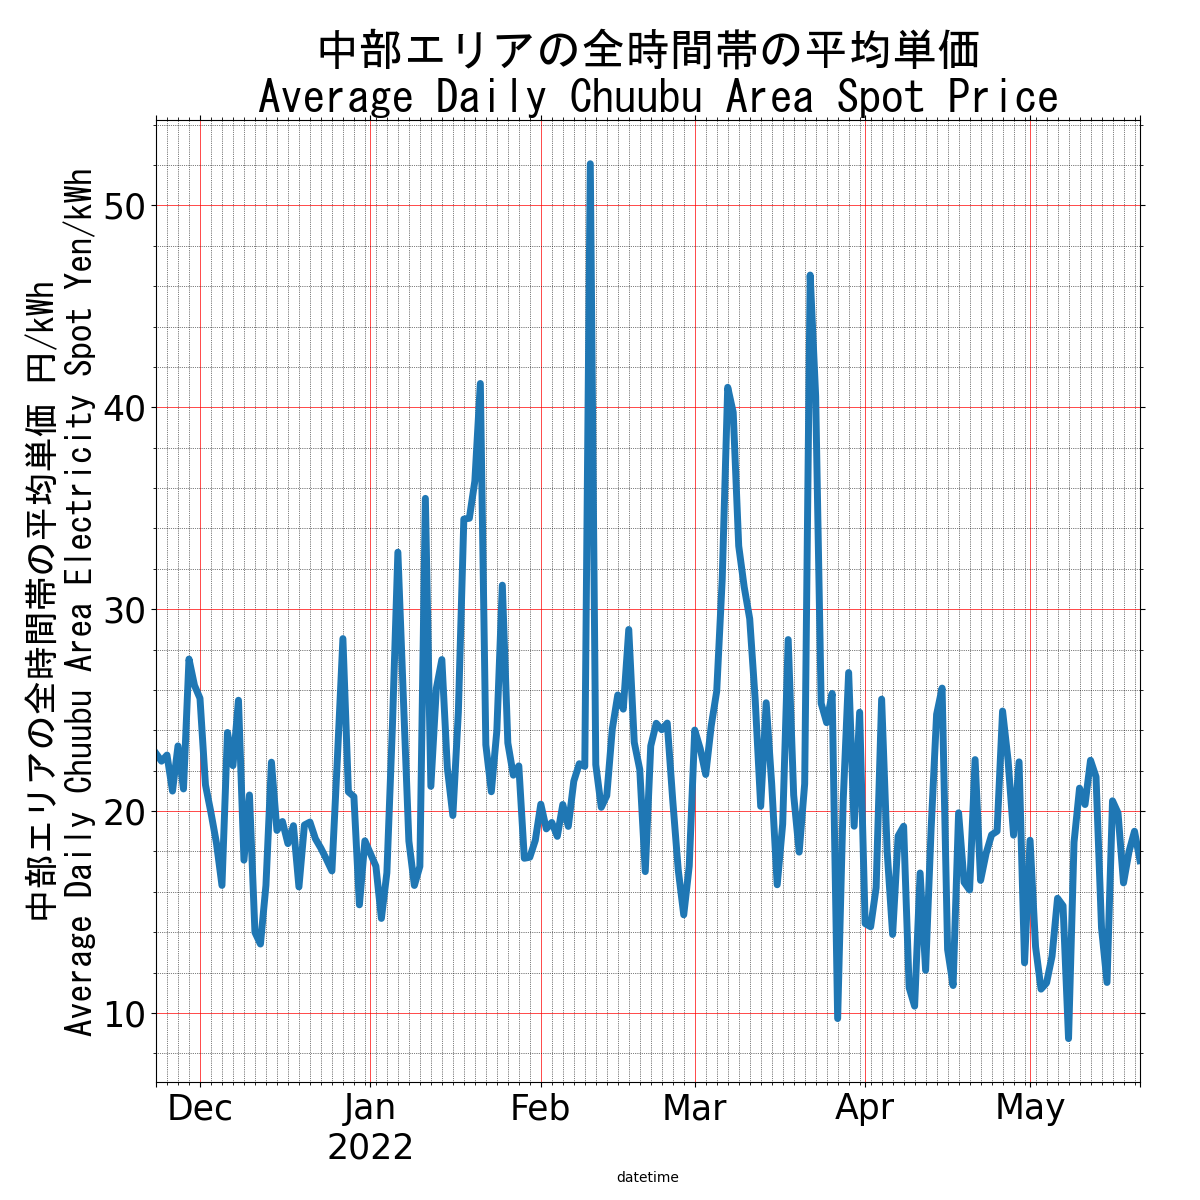 中部エリアの全時間帯の平均単価
Average Daily Chuubu Area Spot Price
中部エリアの全時間帯の平均単価 円/kWh
Average Daily Chuubu Area Electricity Spot Yen/kWh
50
40
30
20
10
Dec
Jan
2022
Feb
Mar
Apr
May
datetime